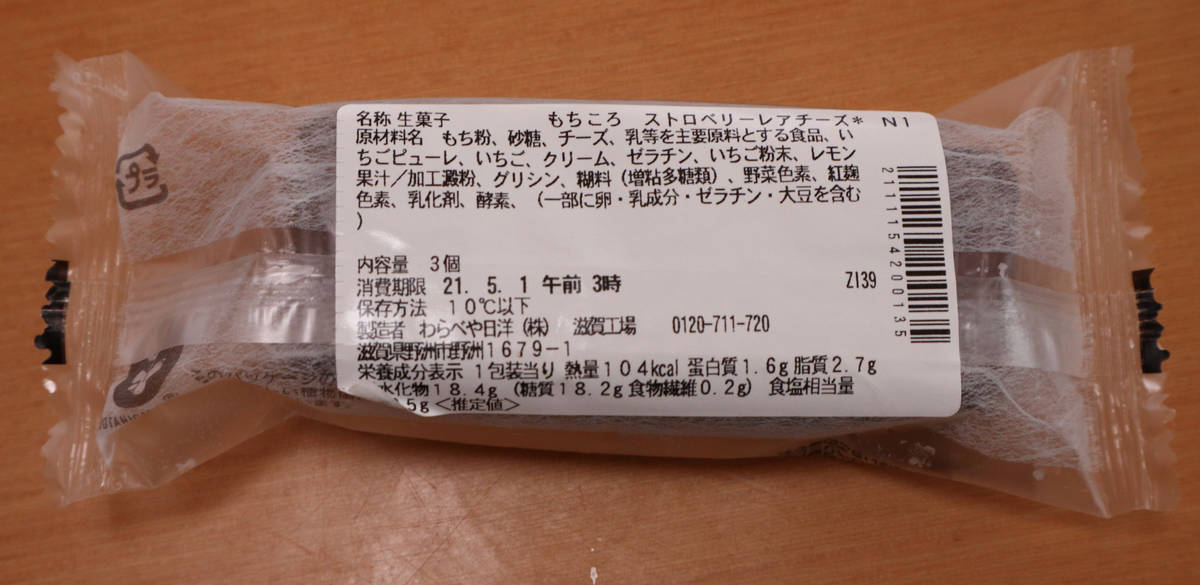 名称 生菓子 もちころ ストロベリーレアチーズ* N1
原材料名 もち粉、砂糖、チーズ、乳等を主要原料とする食品、い
ちごピューレ、いちご、クリーム、ゼラチン、いちご粉末、レモン
果汁／加工澱粉、グリシン、糊料（増粘多糖類）、野菜色素、紅麹
色素、乳化剤、酵素、（一部に卵・乳成分・ゼラチン・大豆を含む
）
内容量 3個
消費期限 21. 5. 1 午前 3時 Z139
保存方法 10℃以下
製造者 わらべや日洋（株） 滋賀工場 0120-711-720
滋賀県野洲市野洲1679-1
栄養成分表示 1包装当り 熱量104kcal 蛋白質1.6g 脂質2.7g
水化物18.4g （糖質18.2g 食物繊維0.2g） 食塩相当量
5g <推定値>
2111154200135
プラ
このパッケージ